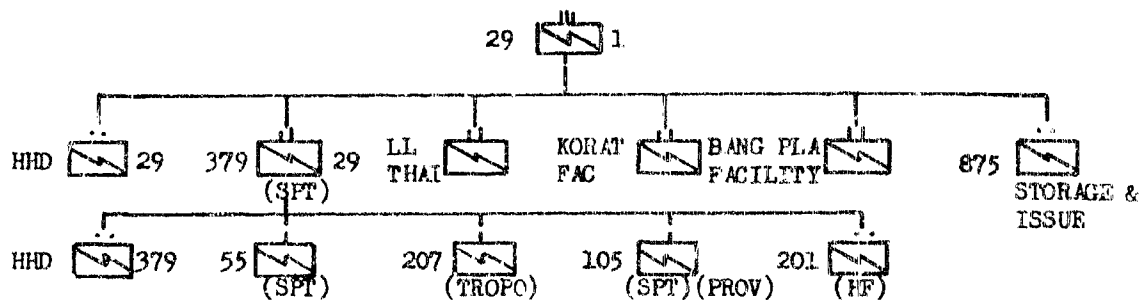 29 1
HHD 29 379 29 LL KORAT BANG PLA 875
(SPT) THAI FAC FACILITY
STORAGE &
ISSUE
HHD 379 55 207 105 201
(SPT) (TROPO) (SPT)(PROV) (HF)